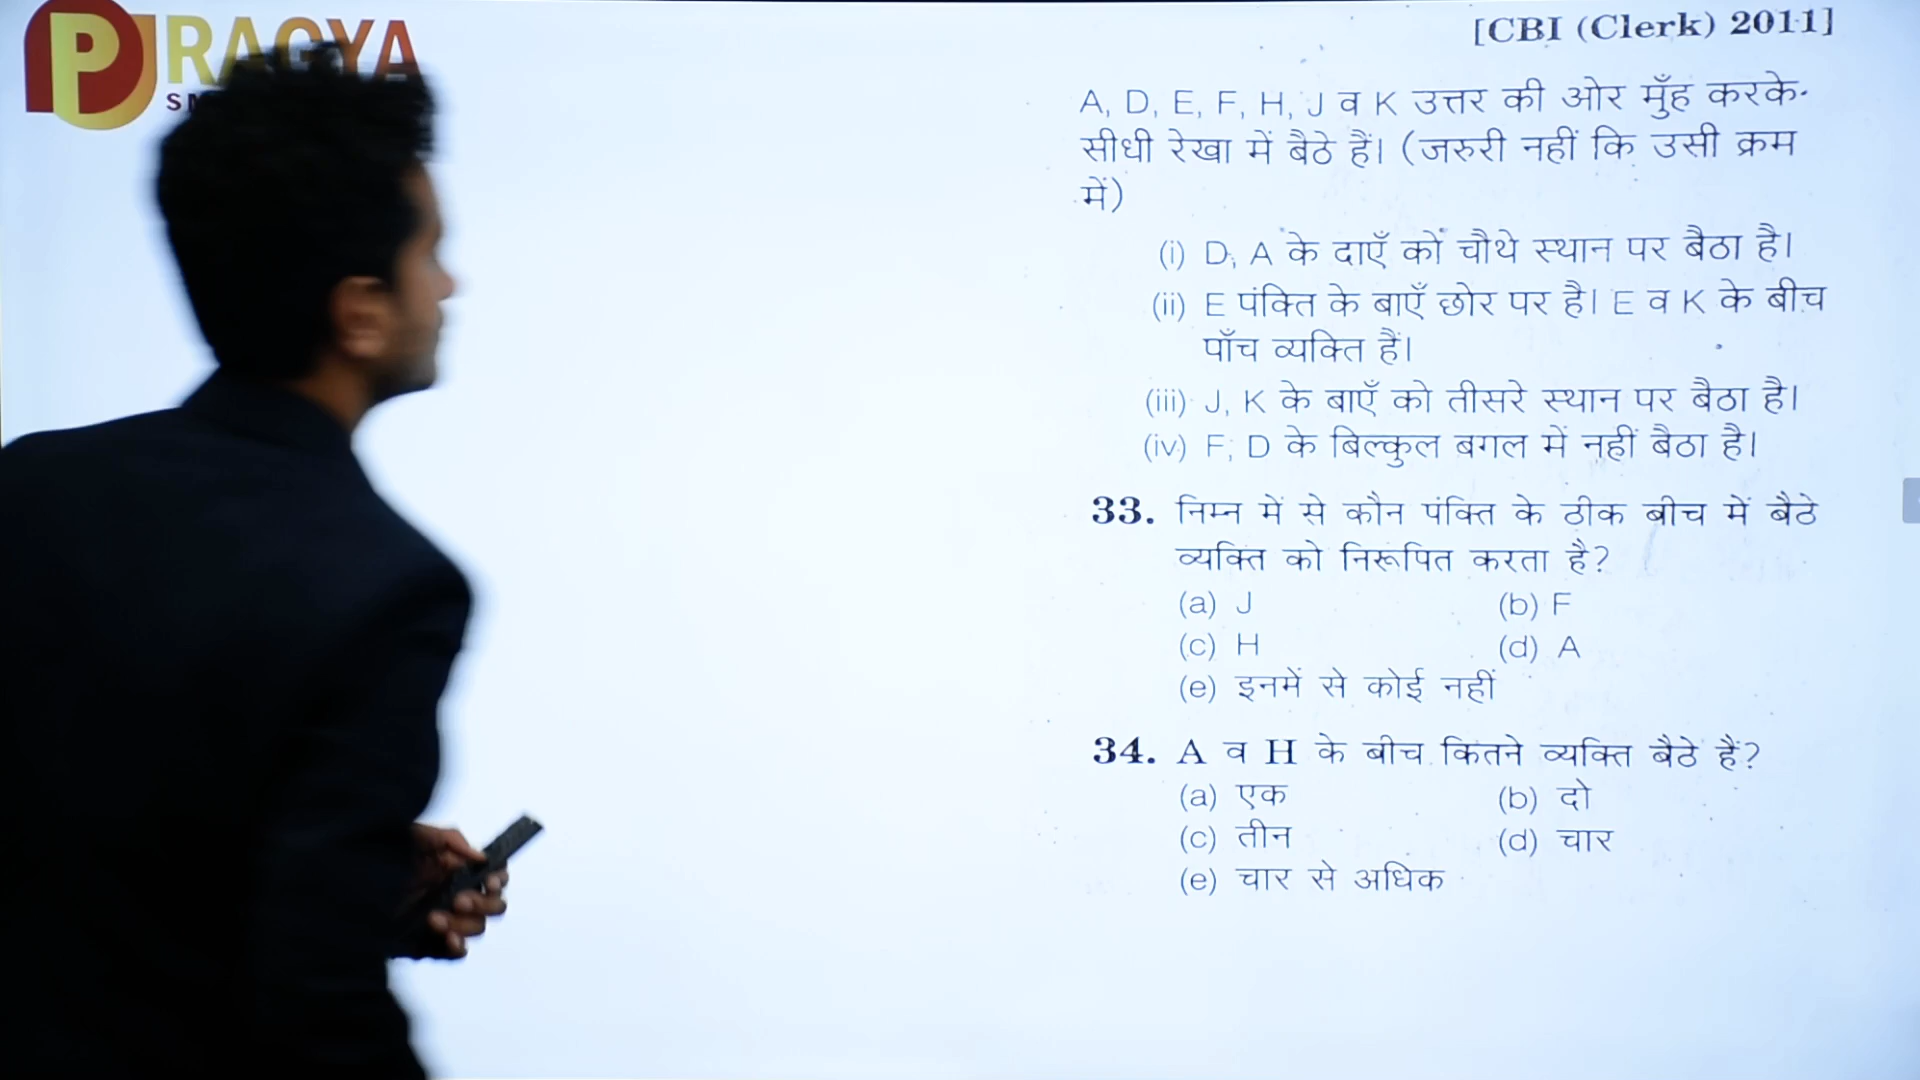 RAGYA
[CBI (Clerk) 2011]
A, D, E, F, H, J व K उत्तर की ओर मुँह करके
सीधी रेखा में बैठे हैं। (जरुरी नहीं कि उसी क्रम
में)
(i) D, A के दाएँ को चौथे स्थान पर बैठा है।
(ii) E पंक्ति के बाएँ छोर पर है। E व K के बीच
पाँच व्यक्ति हैं।
(iii) J, K के बाएँ को तीसरे स्थान पर बैठा है।
(iv) F, D के बिल्कुल बगल में नहीं बैठा है।
33. निम्न में से कौन पंक्ति के ठीक बीच में बैठे
व्यक्ति को निरूपित करता है?
(a) J (b) F
(c) H (d) A
(e) इनमें से कोई नहीं
34. A व H के बीच कितने व्यक्ति बैठे हैं?
(a) एक (b) दो
(c) तीन (d) चार
(e) चार से अधिक